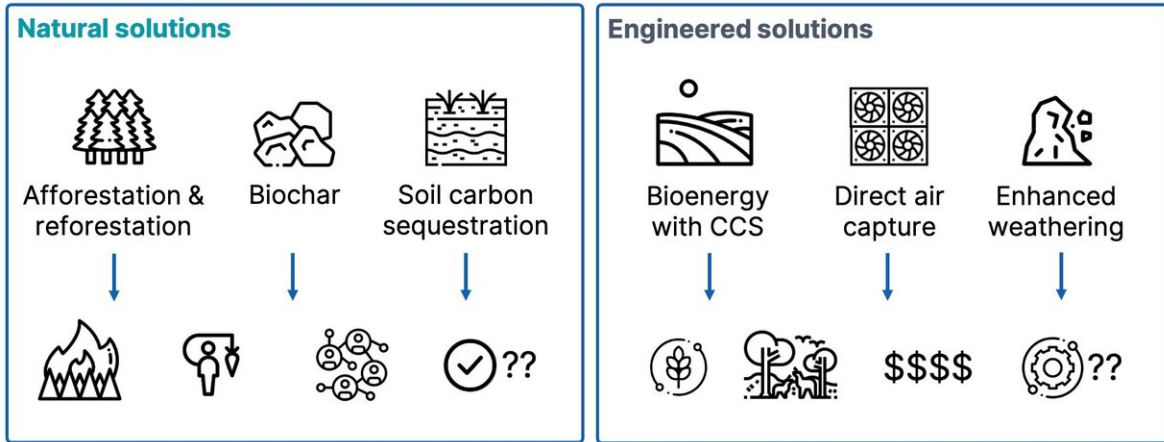 Natural solutions
Afforestation &
reforestation
Biochar
Soil carbon
sequestration
??
Engineered solutions
Bioenergy
with CCS
Direct air
capture
Enhanced
weathering
$$$$
??